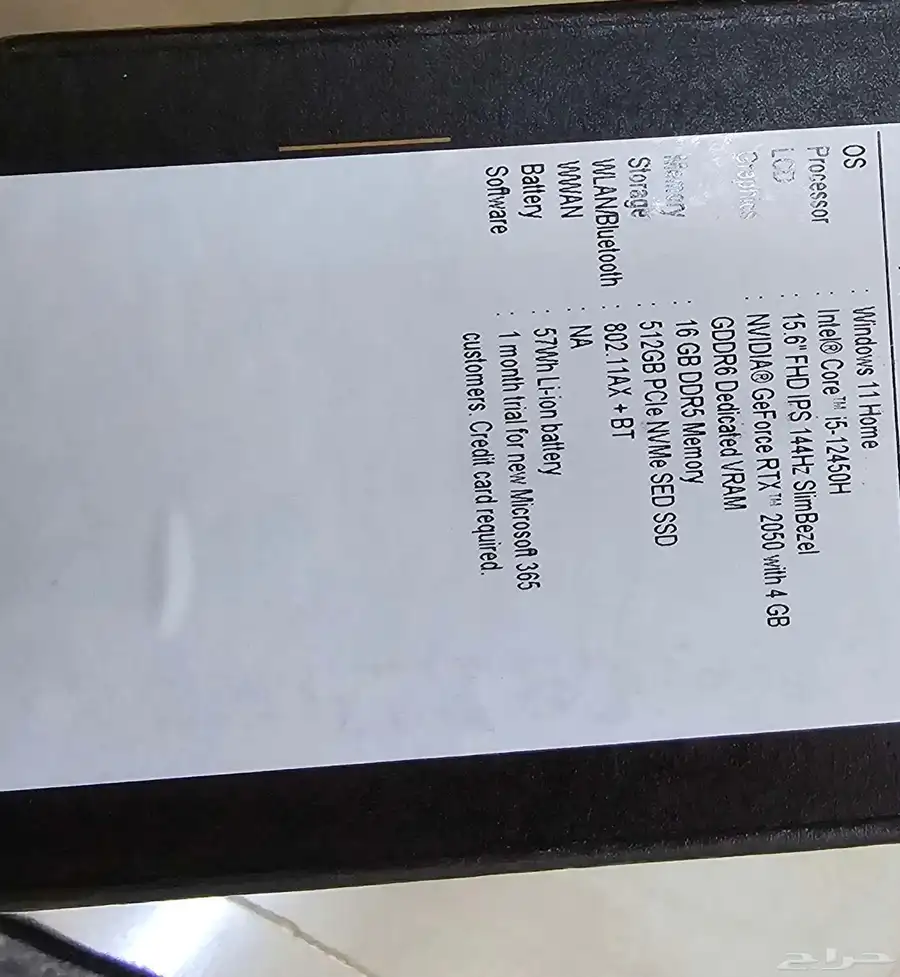 OS : Windows 11 Home
Processor : Intel® Core™ i5-12450H
LCD : 15.6" FHD IPS 144Hz SlimBezel
Graphics : NVIDIA® GeForce RTX™ 2050 with 4 GB
GDDR6 Dedicated VRAM
Memory : 16 GB DDR5 Memory
Storage : 512GB PCIe NVMe SED SSD
WLAN/Bluetooth : 802.11AX + BT
WWAN : NA
Battery : 57Wh Li-ion battery
Software : 1 month trial for new Microsoft 365
customers. Credit card required.
حراج